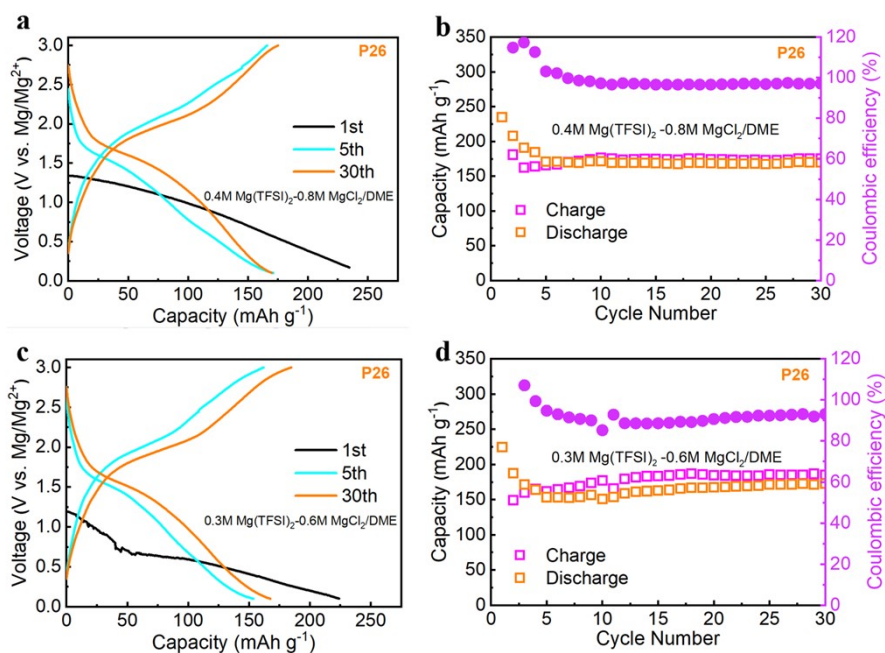 a
P26
3.0
2.5
2.0
1.5
1.0
0.5
0.0
Voltage (V vs. Mg/Mg²⁺)
1st
5th
30th
0.4M Mg(TFSI)₂-0.8M MgCl₂/DME
0 50 100 150 200 250
Capacity (mAh g⁻¹)
b
P26
350
300
250
200
150
100
50
0
Capacity (mAh g⁻¹)
120
100
80
60
40
20
0
Coulombic efficiency (%)
0.4M Mg(TFSI)₂ -0.8M MgCl₂/DME
Charge
Discharge
0 5 10 15 20 25 30
Cycle Number
c
P26
3.0
2.5
2.0
1.5
1.0
0.5
0.0
Voltage (V vs. Mg/Mg²⁺)
1st
5th
30th
0.3M Mg(TFSI)₂-0.6M MgCl₂/DME
0 50 100 150 200 250
Capacity (mAh g⁻¹)
d
P26
350
300
250
200
150
100
50
0
Capacity (mAh g⁻¹)
120
100
80
60
40
20
0
Coulombic efficiency (%)
0.3M Mg(TFSI)₂ -0.6M MgCl₂/DME
Charge
Discharge
0 5 10 15 20 25 30
Cycle Number